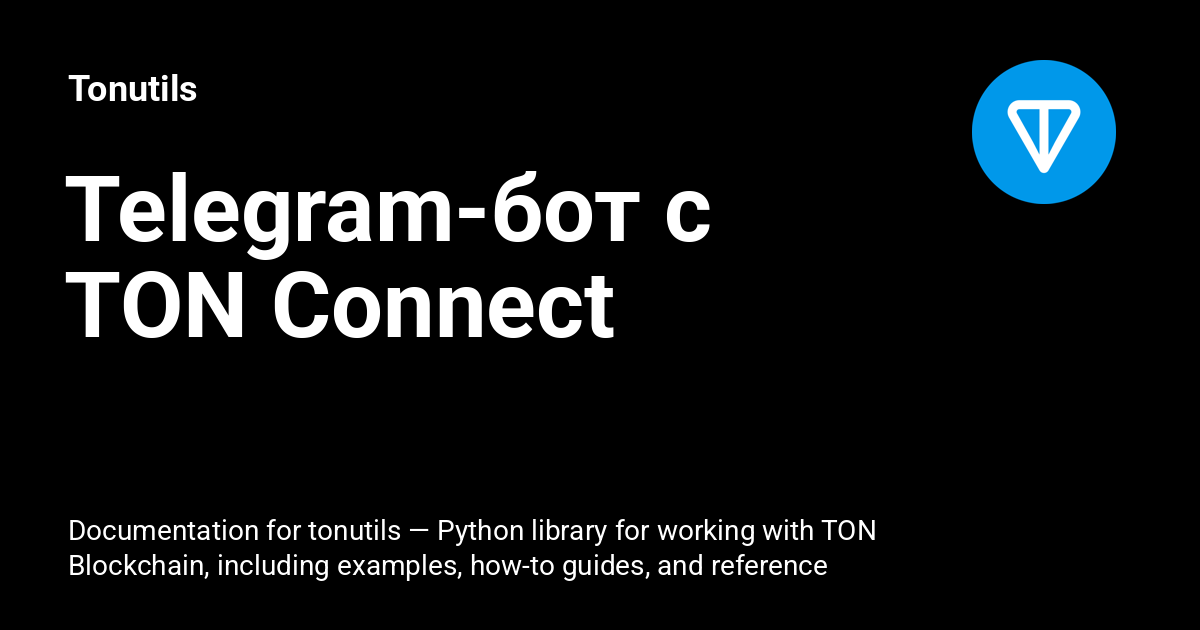 Tonutils
Telegram-бот с
TON Connect
Documentation for tonutils — Python library for working with TON
Blockchain, including examples, how-to guides, and reference